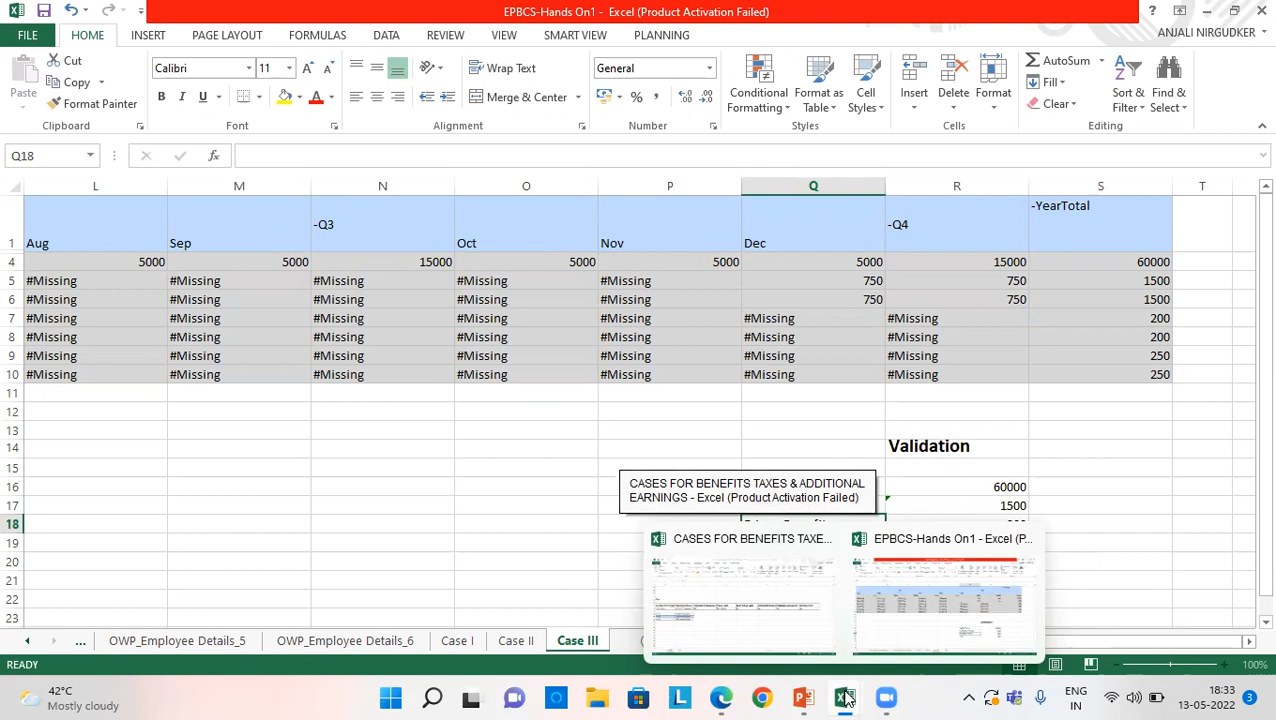 EPBCS-Hands On1 - Excel (Product Activation Failed)
FILE HOME INSERT PAGE LAYOUT FORMULAS DATA REVIEW VIEW SMART VIEW PLANNING ANJALI NIRGUDKER
Paste Cut Copy Format Painter
Calibri 11
B I U
Wrap Text
Merge & Center
General
Conditional Formatting
Format as Table
Cell Styles
Insert Delete Format
AutoSum Fill Clear
Sort & Filter
Find & Select
Clipboard Font Alignment Number Styles Cells Editing
Q18
L M N O P Q R S T
1 Aug Sep -Q3 Oct Nov Dec -Q4 -YearTotal
4 5000 5000 15000 5000 5000 5000 15000 60000
5 #Missing #Missing #Missing #Missing #Missing 750 750 1500
6 #Missing #Missing #Missing #Missing #Missing 750 750 1500
7 #Missing #Missing #Missing #Missing #Missing #Missing #Missing 200
8 #Missing #Missing #Missing #Missing #Missing #Missing #Missing 200
9 #Missing #Missing #Missing #Missing #Missing #Missing #Missing 250
10 #Missing #Missing #Missing #Missing #Missing #Missing #Missing 250
11
12
13
14 Validation
15
16 60000
17 1500
18
19
20
21
22
23
CASES FOR BENEFITS TAXES & ADDITIONAL
EARNINGS - Excel (Product Activation Failed)
CASES FOR BENEFITS TAXE... EPBCS-Hands On1 - Excel (P...
... OWP_Employee Details_5 OWP_Employee Details_6 Case I Case II Case III
READY 100%
42°C
Mostly cloudy
ENG
IN
18:33
13-05-2022
3